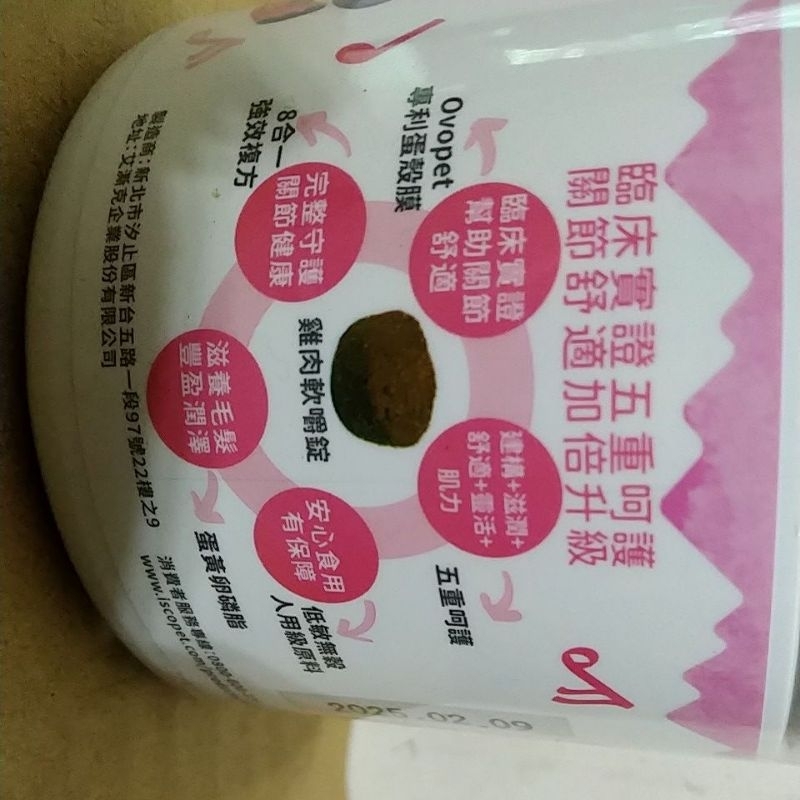 臨床實證五重呵護
關節舒適加倍升級
臨床實證
幫助關節
舒適
Ovopet
專利蛋殼膜
建構+滋潤+
舒適+靈活+
肌力
五重呵護
完整守護
關節健康
8合一
強效複方
雞肉軟嚼錠
安心食用
有保障
低敏無穀
人用級原料
滋養毛髮
豐盈潤澤
蛋黃卵磷脂
製造商:新北市汐止區新台五路一段97號22樓之9
地址:艾漸克企業股份有限公司
消費者服務專線:0800-
www.iscopet.com/
2026.02.09